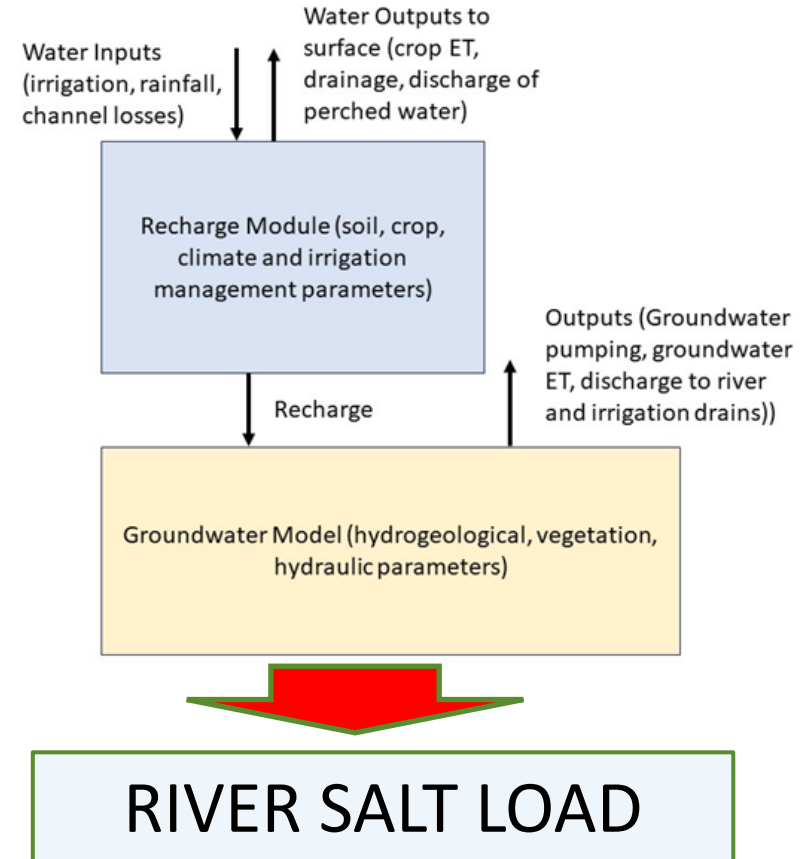 Water Inputs
(irrigation, rainfall,
channel losses)
Water Outputs to
surface (crop ET,
drainage, discharge of
perched water)
Recharge Module (soil, crop,
climate and irrigation
management parameters)
Outputs (Groundwater
pumping, groundwater
ET, discharge to river
and irrigation drains))
Recharge
Groundwater Model (hydrogeological, vegetation,
hydraulic parameters)
RIVER SALT LOAD